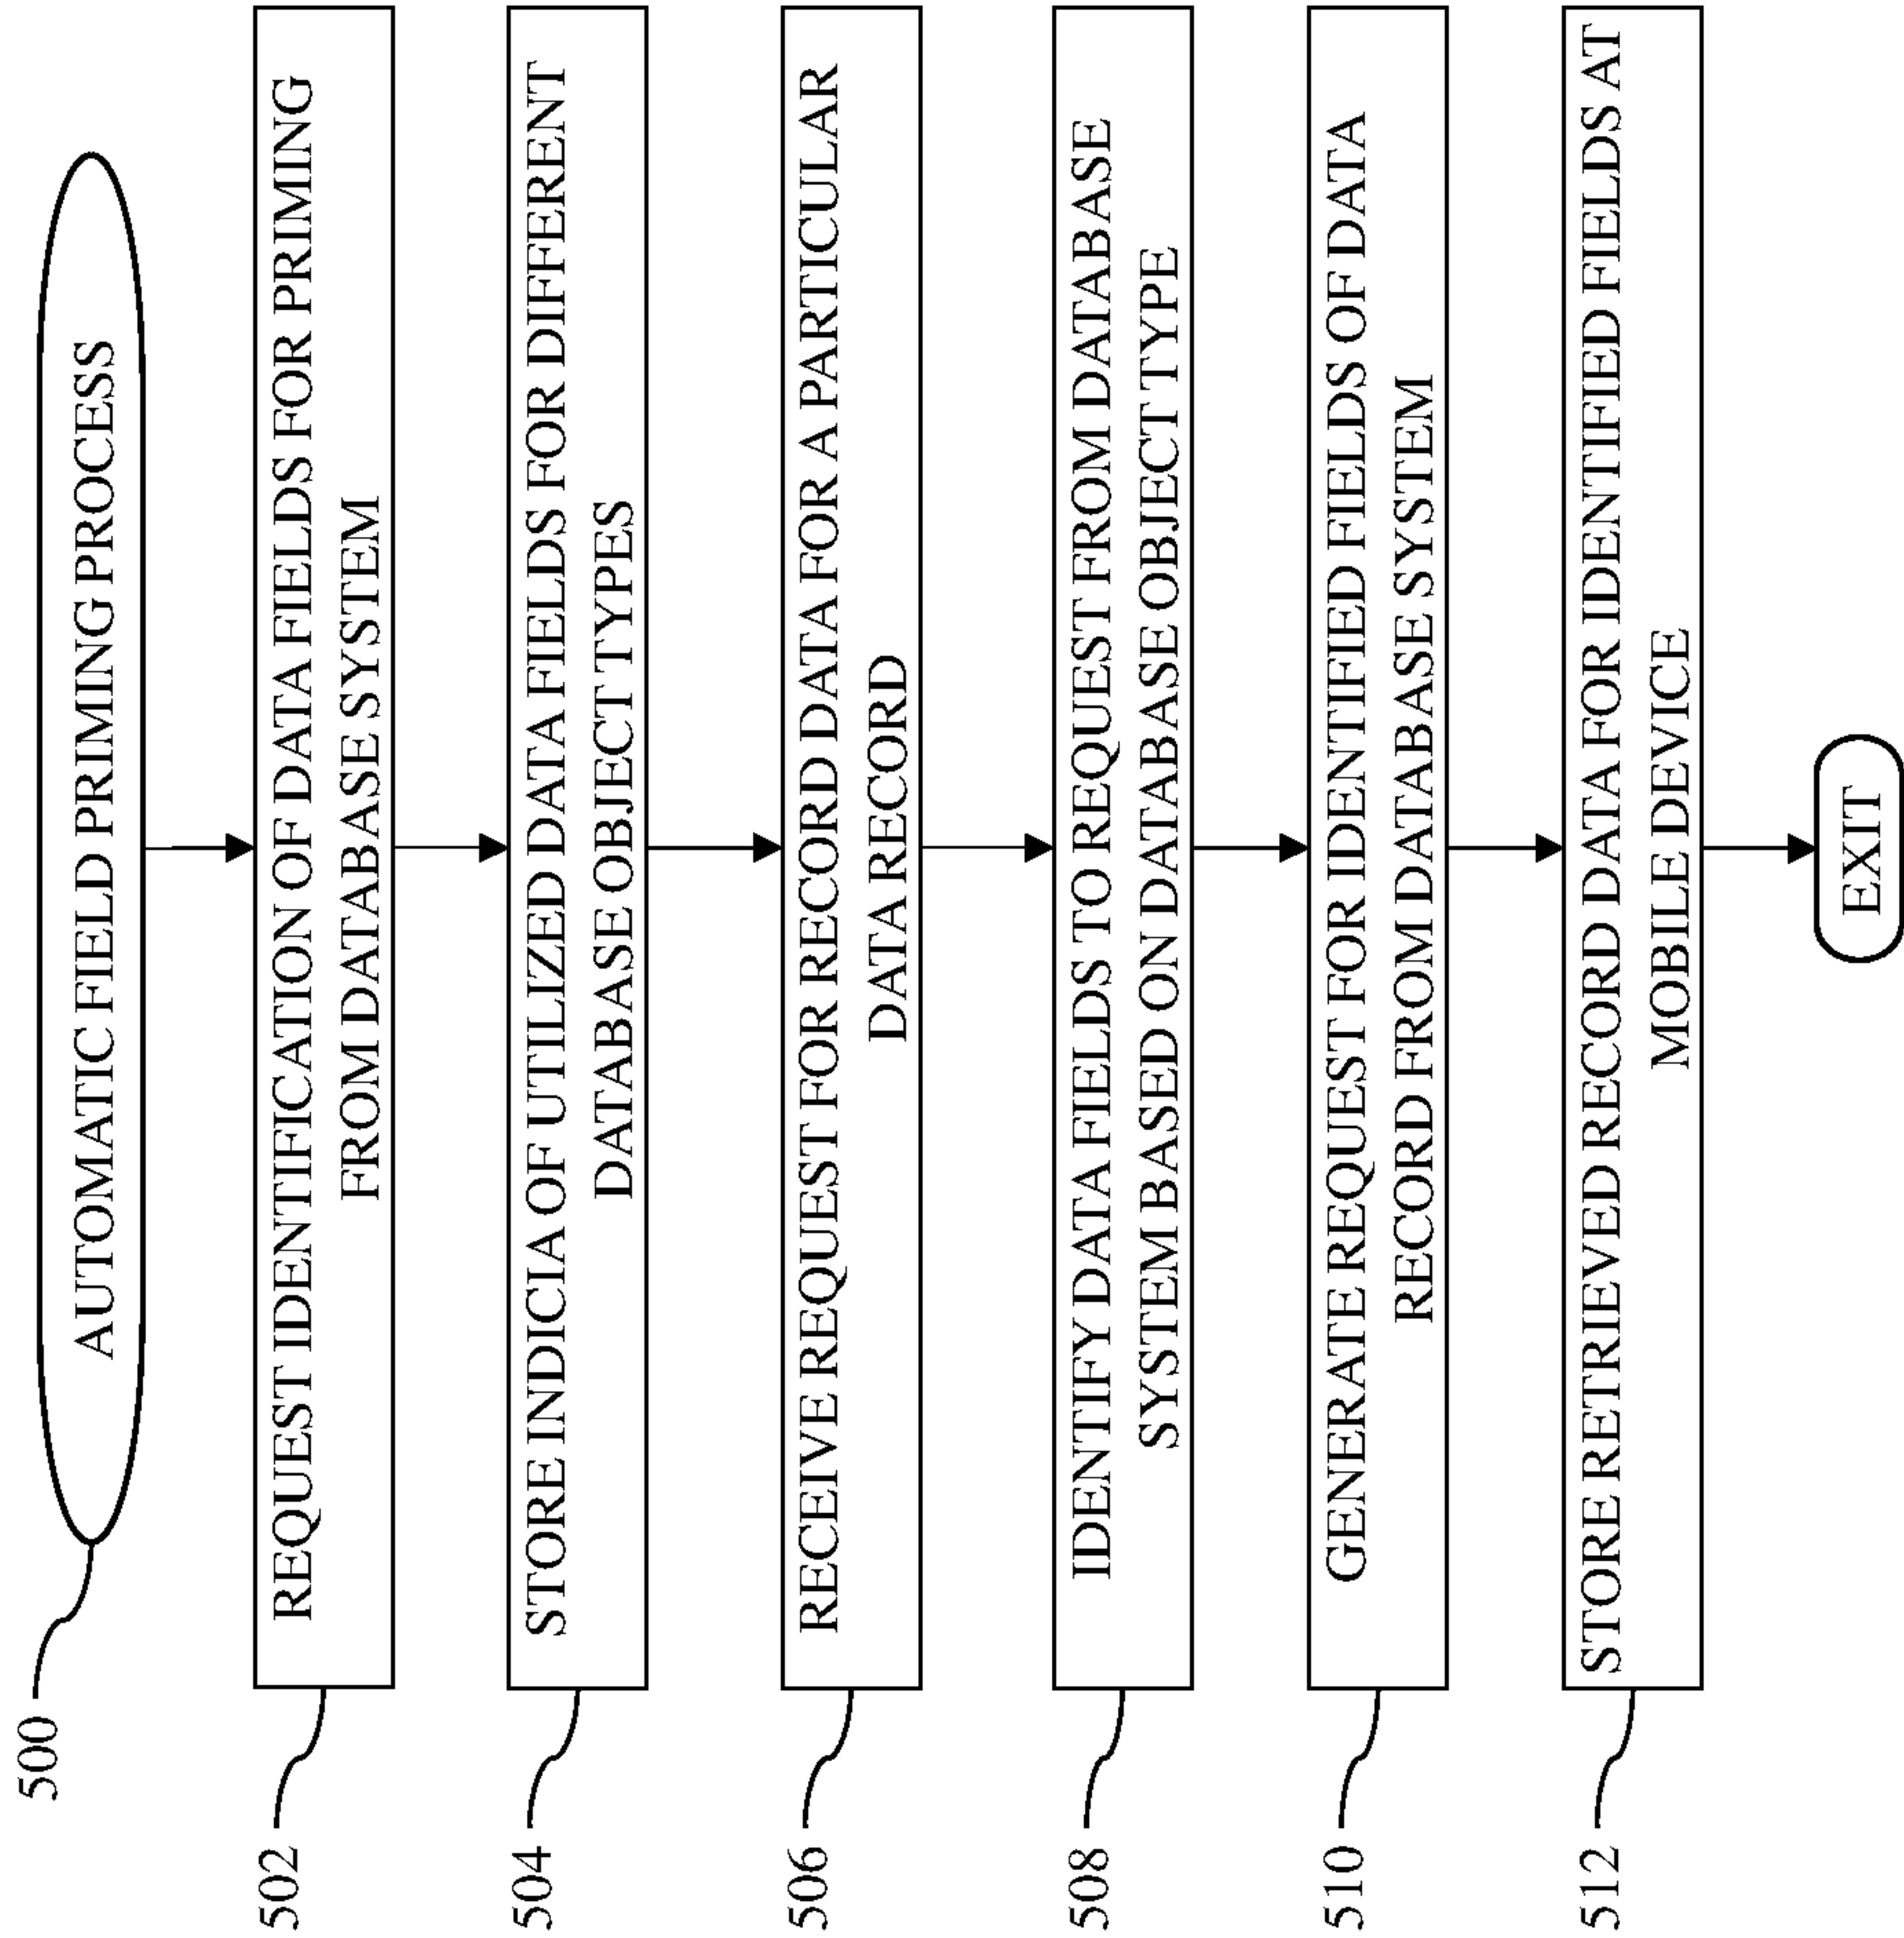 500
AUTOMATIC FIELD PRIMING PROCESS
502
REQUEST IDENTIFICATION OF DATA FIELDS FOR PRIMING
FROM DATABASE SYSTEM
504
STORE INDICIA OF UTILIZED DATA FIELDS FOR DIFFERENT
DATABASE OBJECT TYPES
506
RECEIVE REQUEST FOR RECORD DATA FOR A PARTICULAR
DATA RECORD
508
IDENTIFY DATA FIELDS TO REQUEST FROM DATABASE
SYSTEM BASED ON DATABASE OBJECT TYPE
510
GENERATE REQUEST FOR IDENTIFIED FIELDS OF DATA
RECORD FROM DATABASE SYSTEM
512
STORE RETRIEVED RECORD DATA FOR IDENTIFIED FIELDS AT
MOBILE DEVICE
EXIT